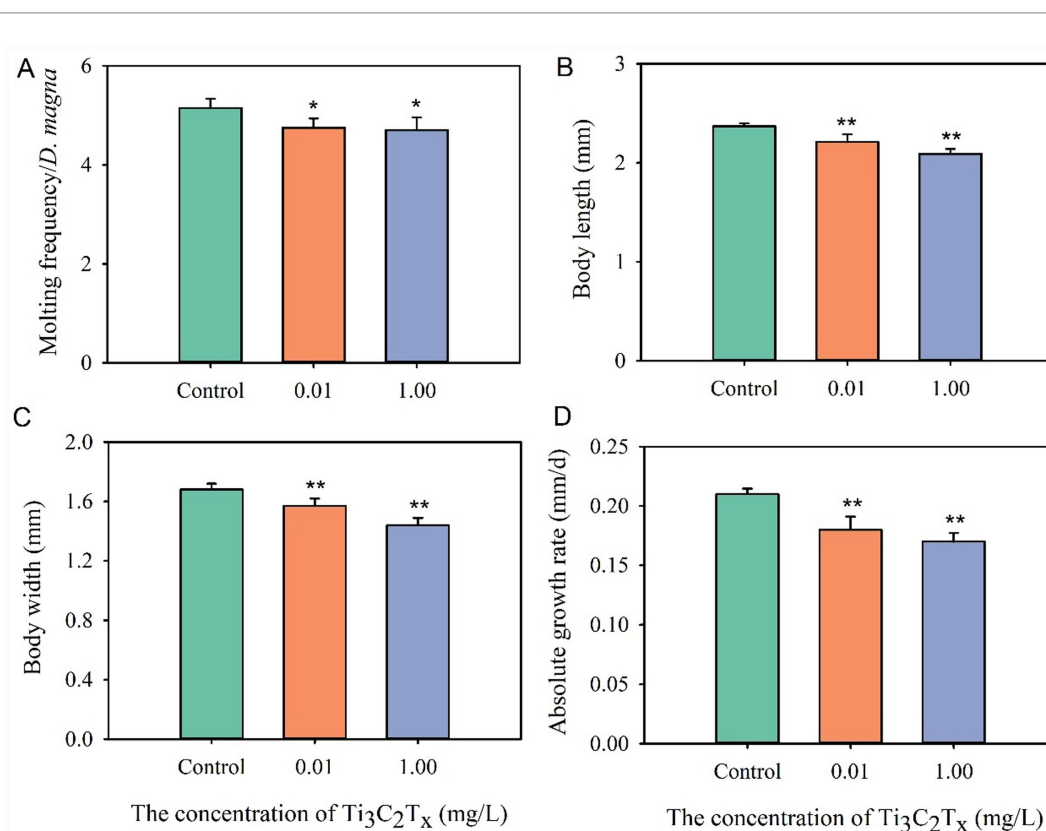 A
Molting frequency/D. magna
6
4
2
0
*
*
Control 0.01 1.00
B
Body length (mm)
3
2
1
0
**
**
Control 0.01 1.00
C
Body width (mm)
2.0
1.6
1.2
0.8
0.4
0.0
**
**
Control 0.01 1.00
The concentration of Ti3C2Tx (mg/L)
D
Absolute growth rate (mm/d)
0.25
0.20
0.15
0.10
0.05
0.00
**
**
Control 0.01 1.00
The concentration of Ti3C2Tx (mg/L)